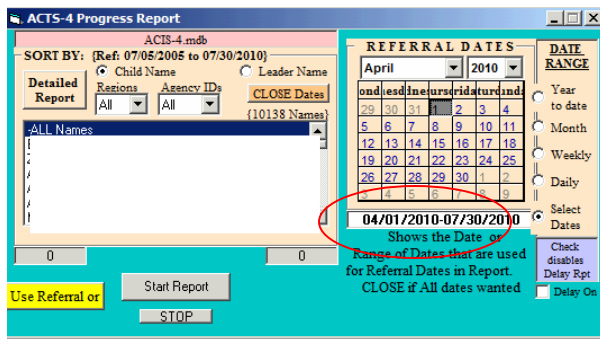 ACTS-4 Progress Report
ACIS-4.mdb
SORT BY: {Ref: 07/05/2005 to 07/30/2010}
Child Name
Leader Name
Detailed Report
Regions
Agency IDs
All
All
CLOSE Dates
{10138 Names}
-ALL Names
0
0
Use Referral or
Start Report
STOP
REFERRAL DATES
April
2010
29 30 31 1 2 3 4
5 6 7 8 9 10 11
12 13 14 15 16 17 18
19 20 21 22 23 24 25
26 27 28 29 30 1 2
3 4 5 6 7 8 9
04/01/2010-07/30/2010
Shows the Date or
Range of Dates that are used
for Referral Dates in Report.
CLOSE if All dates wanted
DATE
RANGE
Year
to date
Month
Weekly
Daily
Select
Dates
Check
disables
Delay Rpt
Delay On